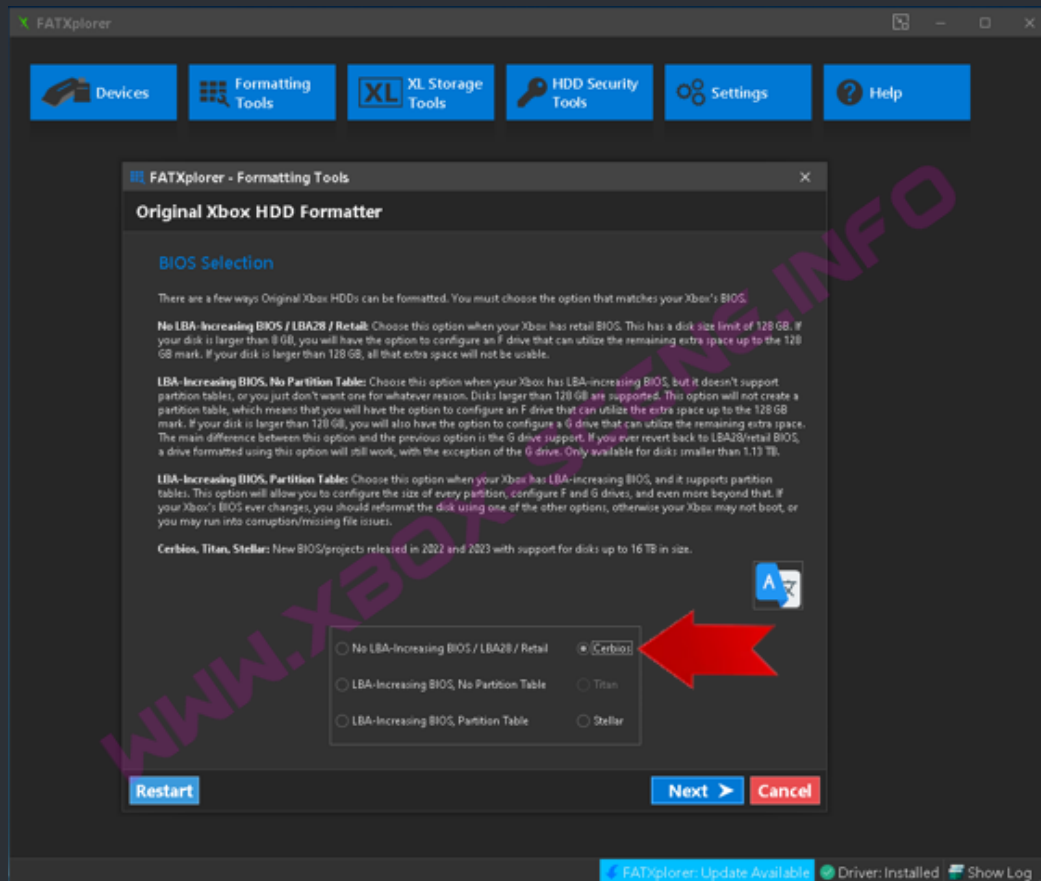 FATXplorer
Devices
Formatting
Tools
XL
XL Storage
Tools
HDD Security
Tools
Settings
Help
FATXplorer - Formatting Tools
Original Xbox HDD Formatter
BIOS Selection
There are a few ways Original Xbox HDDs can be formatted. You must choose the option that matches your Xbox's BIOS.
No LBA-Increasing BIOS / LBA28 / Retail: Choose this option when your Xbox has retail BIOS. This has a disk size limit of 128 GB. If
your disk is larger than 8 GB, you will have the option to configure an F drive that can utilize the remaining extra space up to the 128
GB mark. If your disk is larger than 128 GB, all that extra space will not be usable.
LBA-Increasing BIOS, No Partition Table: Choose this option when your Xbox has LBA-increasing BIOS, but it doesn't support
partition tables, or you just don't want one for whatever reason. Disks larger than 128 GB are supported. This option will not create a
partition table, which means that you will have the option to configure an F drive that can utilize the extra space up to the 128 GB
mark. If your disk is larger than 128 GB, you will also have the option to configure a G drive that can utilize the remaining extra space.
The main difference between this option and the previous option is the G drive support. If you ever revert back to LBA28/retail BIOS,
a drive formatted using this option will still work, with the exception of the G drive. Only available for disks smaller than 1.13 TB.
LBA-Increasing BIOS, Partition Table: Choose this option when your Xbox has LBA-increasing BIOS, and it supports partition
tables. This option will allow you to configure the size of every partition, configure F and G drives, and even more beyond that. If
your Xbox's BIOS ever changes, you should reformat the disk using one of the other options, otherwise your Xbox may not boot, or
you may run into corruption/missing file issues.
Cerbios, Titan, Stellar: New BIOS/projects released in 2022 and 2023 with support for disks up to 16 TB in size.
A 文
No LBA-Increasing BIOS / LBA28 / Retail
Cerbios
LBA-Increasing BIOS, No Partition Table
Titan
LBA-Increasing BIOS, Partition Table
Stellar
WWW.XBOX-SCENE.INFO
Restart
Next
Cancel
FATXplorer: Update Available
Driver: Installed
Show Log